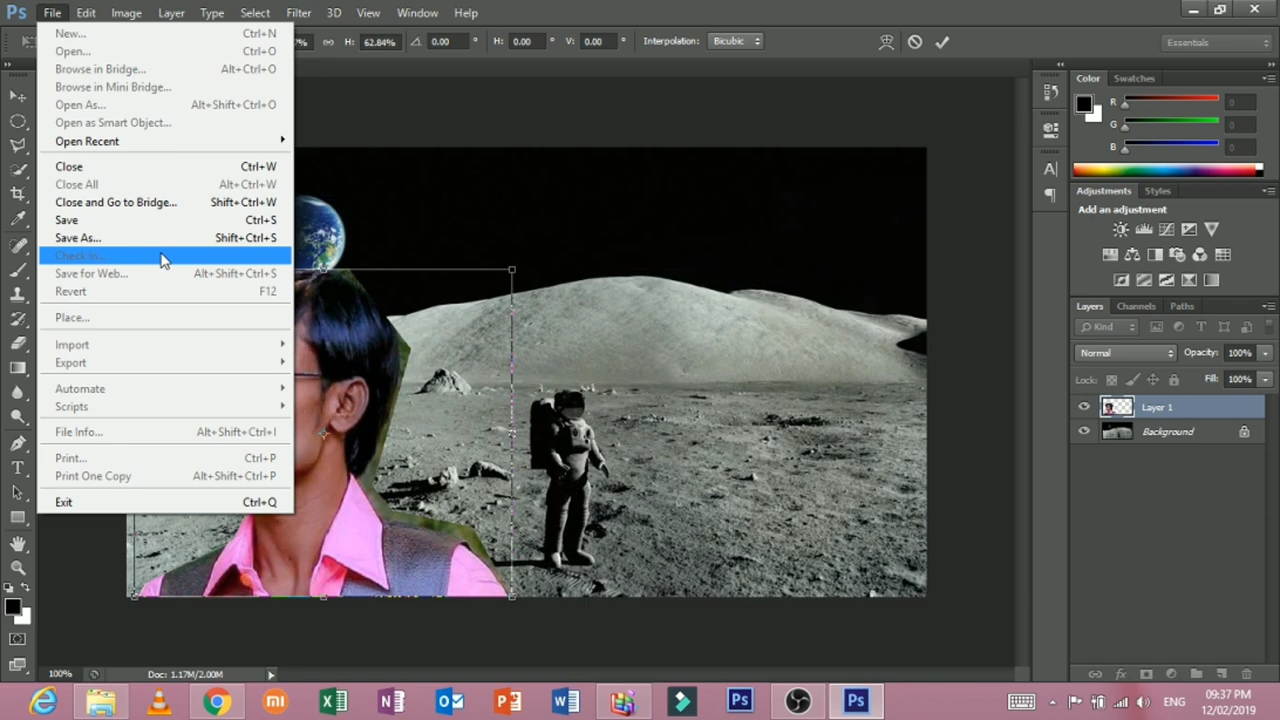 Ps File Edit Image Layer Type Select Filter 3D View Window Help
7% H: 62.84% 0.00 ° H: 0.00 ° V: 0.00 ° Interpolation: Bicubic Essentials
New... Ctrl+N
Open... Ctrl+O
Browse in Bridge... Alt+Ctrl+O
Browse in Mini Bridge...
Open As... Alt+Shift+Ctrl+O
Open as Smart Object...
Open Recent
Close Ctrl+W
Close All Alt+Ctrl+W
Close and Go to Bridge... Shift+Ctrl+W
Save Ctrl+S
Save As... Shift+Ctrl+S
Check In...
Save for Web... Alt+Shift+Ctrl+S
Revert F12
Place...
Import
Export
Automate
Scripts
File Info... Alt+Shift+Ctrl+I
Print... Ctrl+P
Print One Copy Alt+Shift+Ctrl+P
Exit Ctrl+Q
Color Swatches
R 0
G 0
B 0
Adjustments Styles
Add an adjustment
Layers Channels Paths
Kind
Normal Opacity: 100%
Lock: Fill: 100%
Layer 1
Background
100% Doc: 1.17M/2.00M
ENG 09:37 PM
12/02/2019